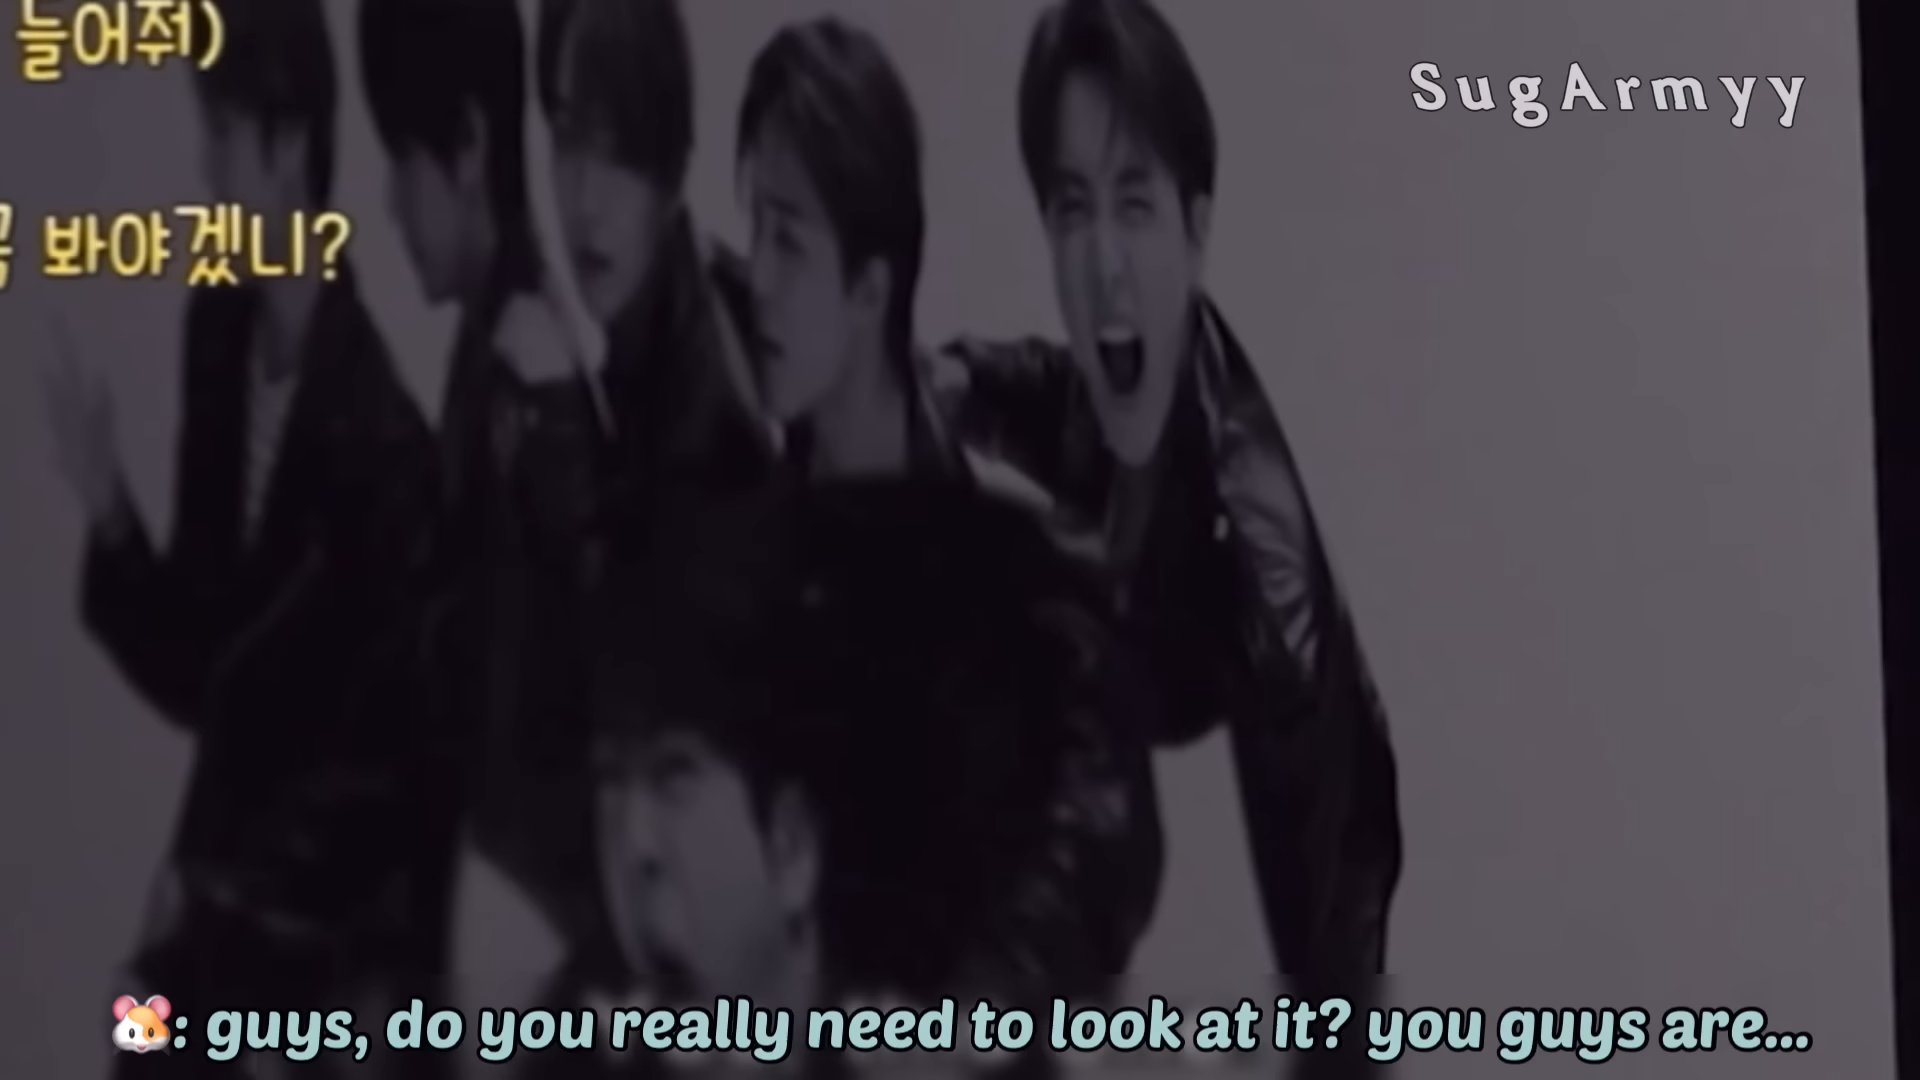 늘어줘)
SugArmyy
봐야겠니?
🐹: guys, do you really need to look at it? you guys are...